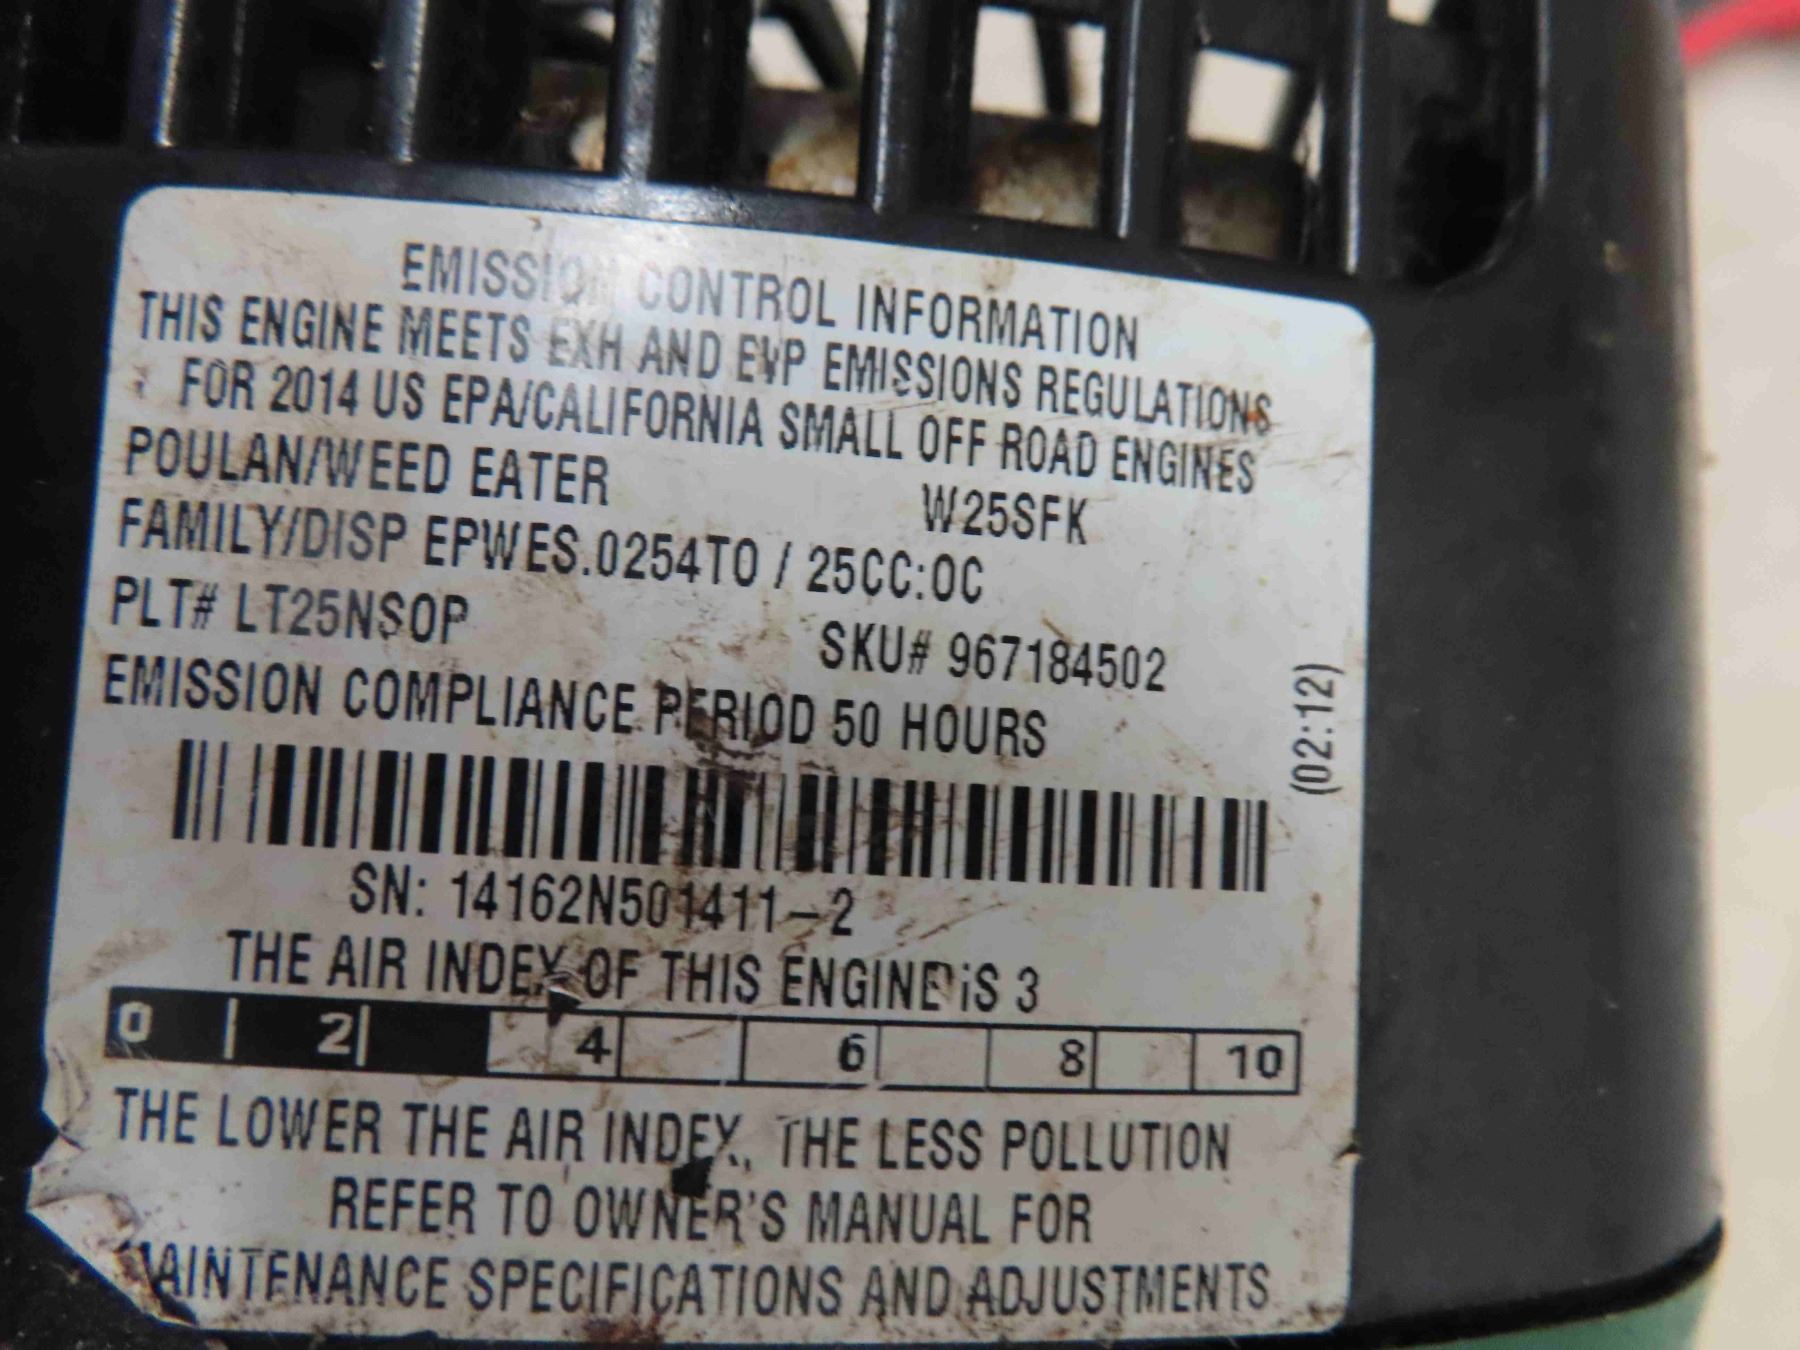 EMISSION CONTROL INFORMATION
THIS ENGINE MEETS EXH AND EVP EMISSIONS REGULATIONS
FOR 2014 US EPA/CALIFORNIA SMALL OFF ROAD ENGINES
POULAN/WEED EATER W25SFK
FAMILY/DISP EPWES.0254TO / 25CC:OC
PLT# LT25NSOP SKU# 967184502
EMISSION COMPLIANCE PERIOD 50 HOURS
(02:12)
SN: 14162N501411-2
THE AIR INDEX OF THIS ENGINE iS 3
0 2 4 6 8 10
THE LOWER THE AIR INDEX, THE LESS POLLUTION
REFER TO OWNER'S MANUAL FOR
MAINTENANCE SPECIFICATIONS AND ADJUSTMENTS